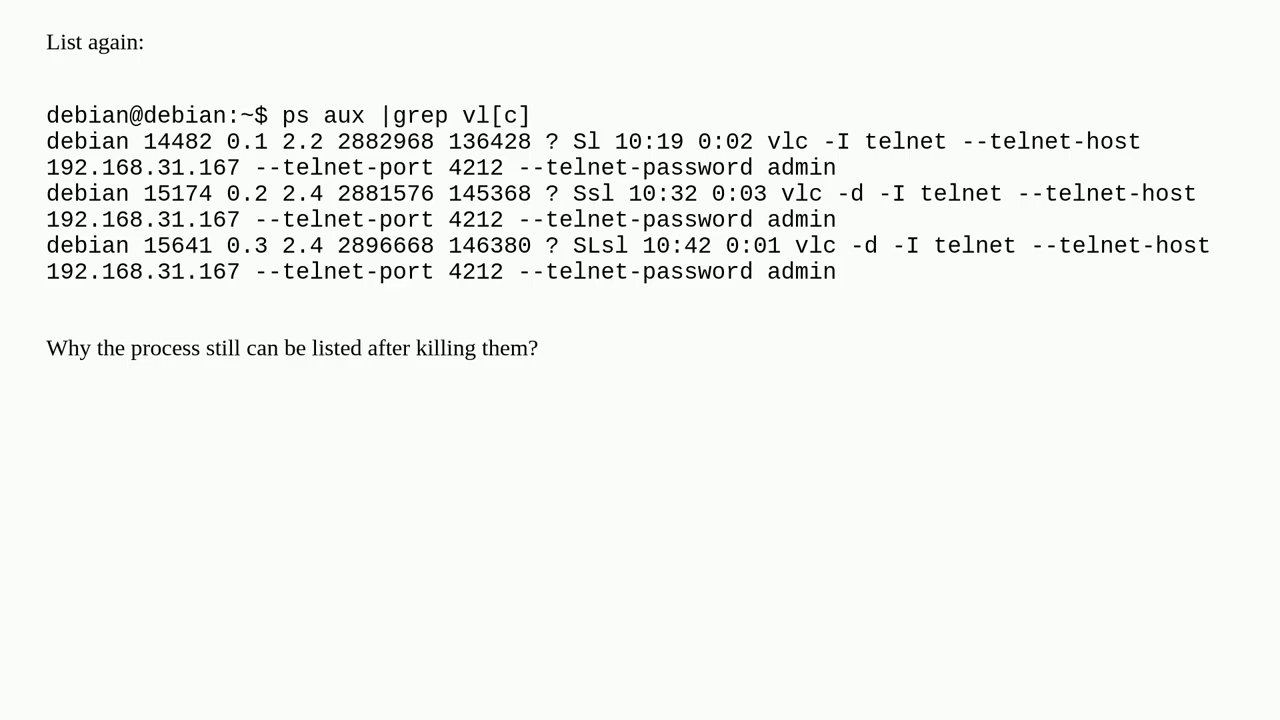 List again:
debian@debian:~$ ps aux |grep vl[c]
debian 14482 0.1 2.2 2882968 136428 ? Sl 10:19 0:02 vlc -I telnet --telnet-host
192.168.31.167 --telnet-port 4212 --telnet-password admin
debian 15174 0.2 2.4 2881576 145368 ? Ssl 10:32 0:03 vlc -d -I telnet --telnet-host
192.168.31.167 --telnet-port 4212 --telnet-password admin
debian 15641 0.3 2.4 2896668 146380 ? SLsl 10:42 0:01 vlc -d -I telnet --telnet-host
192.168.31.167 --telnet-port 4212 --telnet-password admin
Why the process still can be listed after killing them?